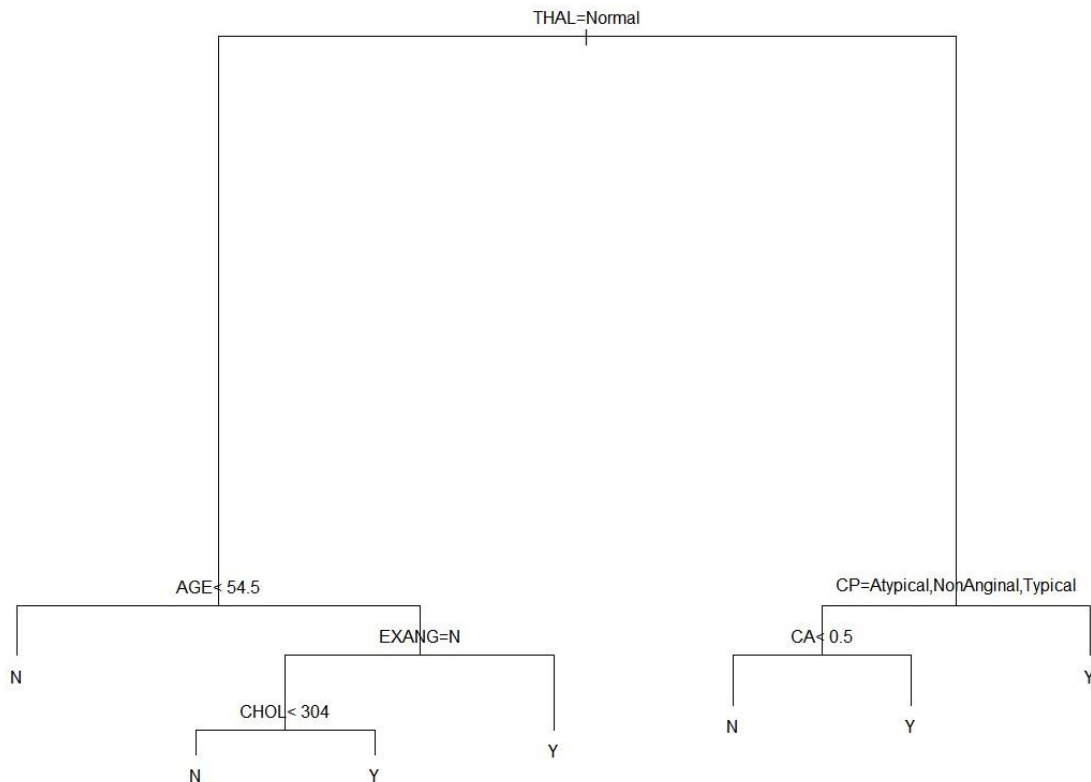 THAL=Normal
AGE< 54.5
CP=Atypical,NonAnginal,Typical
EXANG=N
CA< 0.5
N
Y
CHOL< 304
N
Y
Y
N
Y